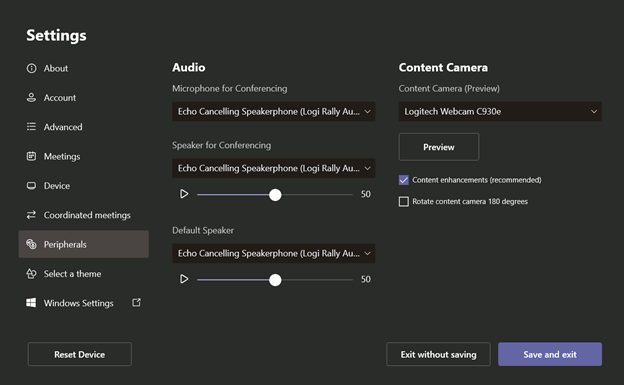 Settings
About
Account
Advanced
Meetings
Device
Coordinated meetings
Peripherals
Select a theme
Windows Settings
Audio
Microphone for Conferencing
Echo Cancelling Speakerphone (Logi Rally Au...
Speaker for Conferencing
Echo Cancelling Speakerphone (Logi Rally Au...
50
Default Speaker
Echo Cancelling Speakerphone (Logi Rally Au...
50
Content Camera
Content Camera (Preview)
Logitech Webcam C930e
Preview
Content enhancements (recommended)
Rotate content camera 180 degrees
Reset Device
Exit without saving
Save and exit